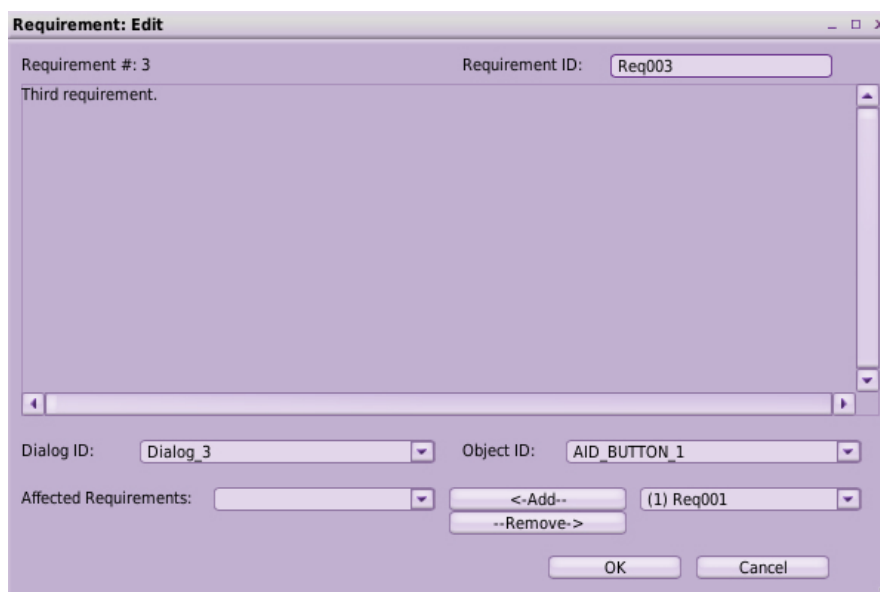 Requirement: Edit
Requirement #: 3 Requirement ID: Req003
Third requirement.
Dialog ID: Dialog_3 Object ID: AID_BUTTON_1
Affected Requirements: <-Add-- (1) Req001
--Remove->
OK Cancel